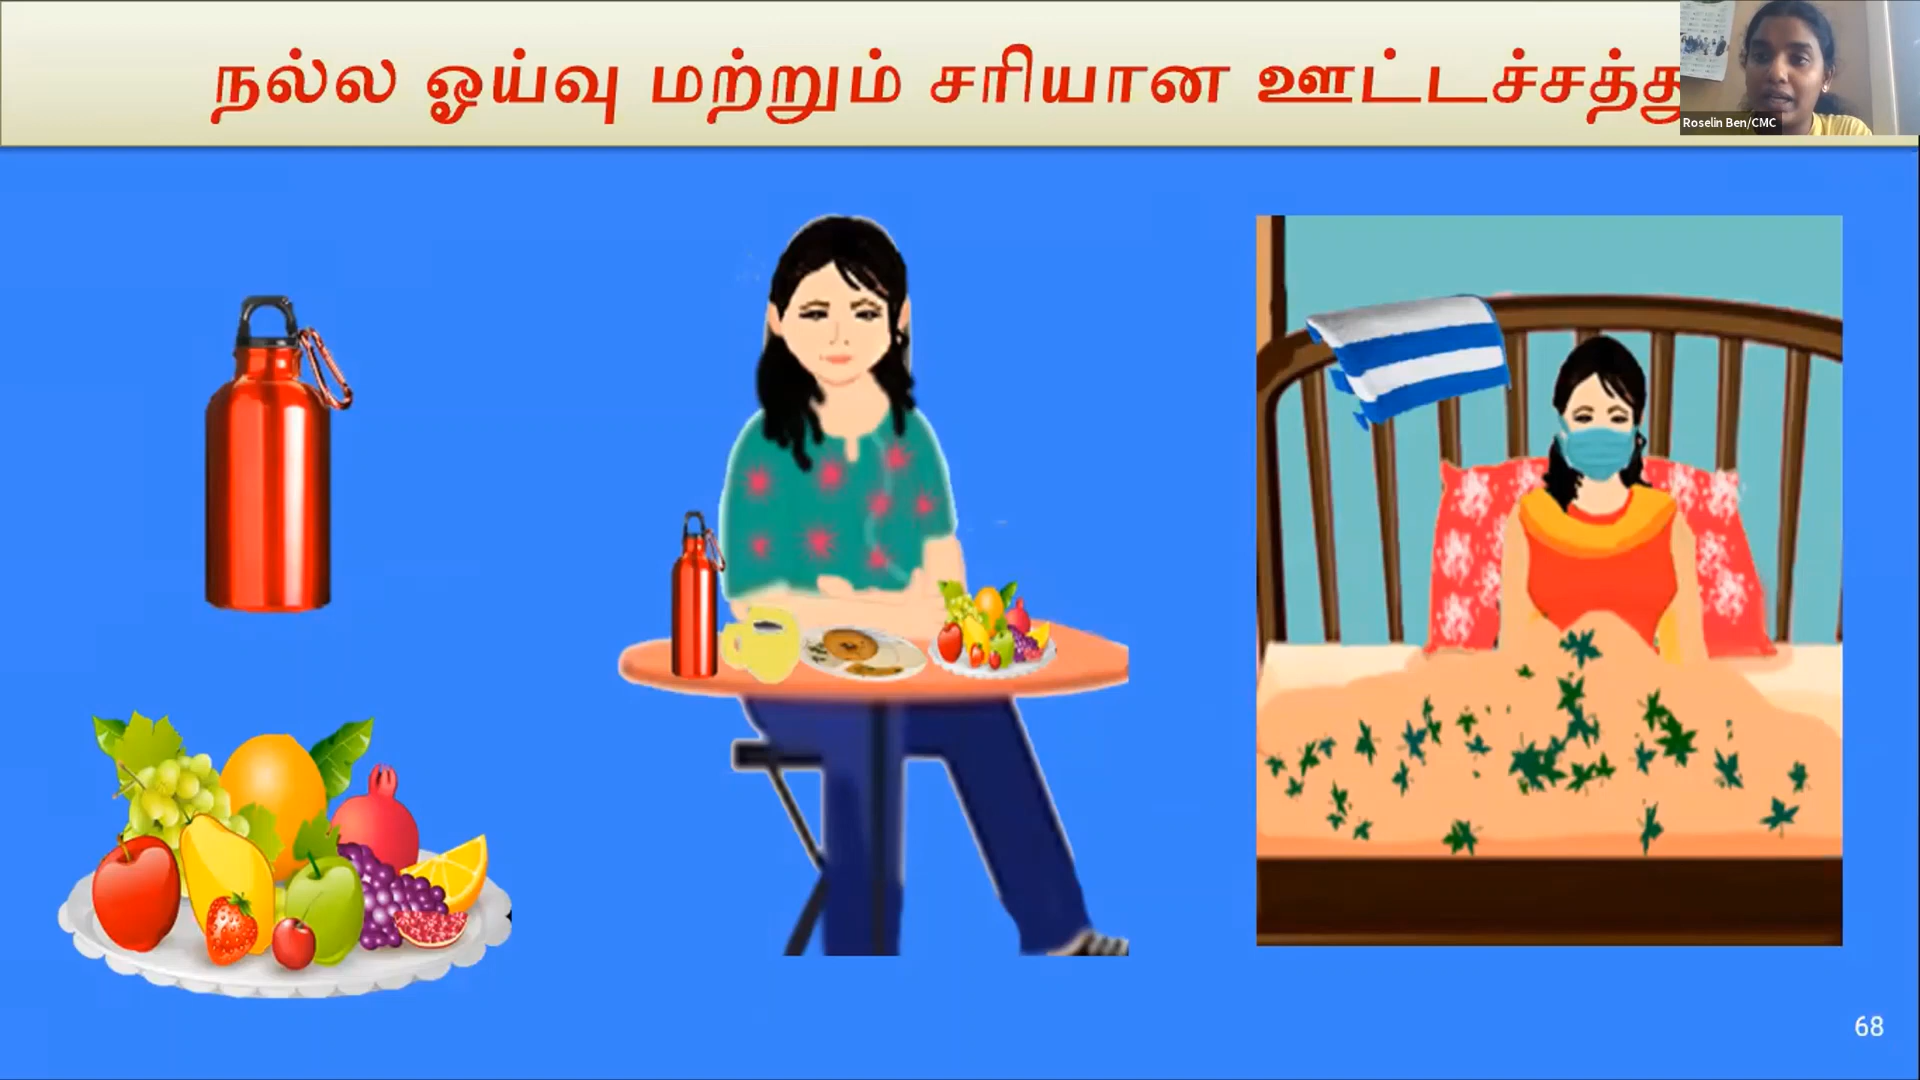 நல்ல ஓய்வு மற்றும் சரியான ஊட்டச்சத்து
Roselin Ben/CMC
68